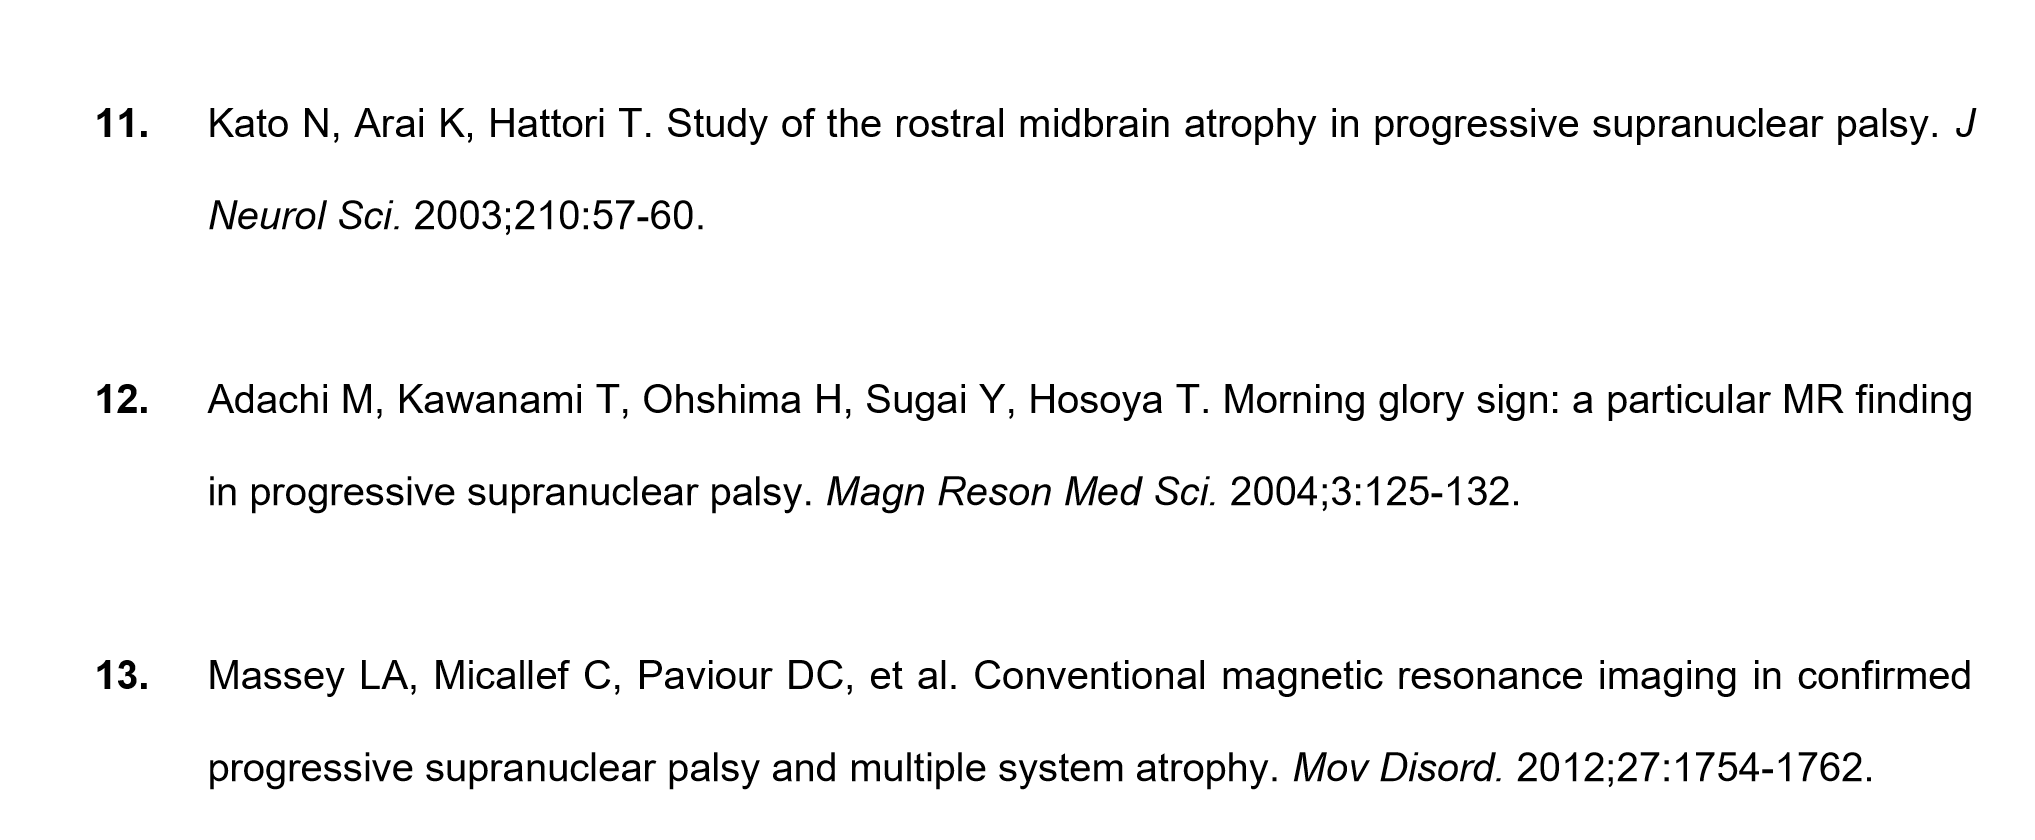 11. Kato N, Arai K, Hattori T. Study of the rostral midbrain atrophy in progressive supranuclear palsy. J
Neurol Sci. 2003;210:57-60.
12. Adachi M, Kawanami T, Ohshima H, Sugai Y, Hosoya T. Morning glory sign: a particular MR finding
in progressive supranuclear palsy. Magn Reson Med Sci. 2004;3:125-132.
13. Massey LA, Micallef C, Paviour DC, et al. Conventional magnetic resonance imaging in confirmed
progressive supranuclear palsy and multiple system atrophy. Mov Disord. 2012;27:1754-1762.